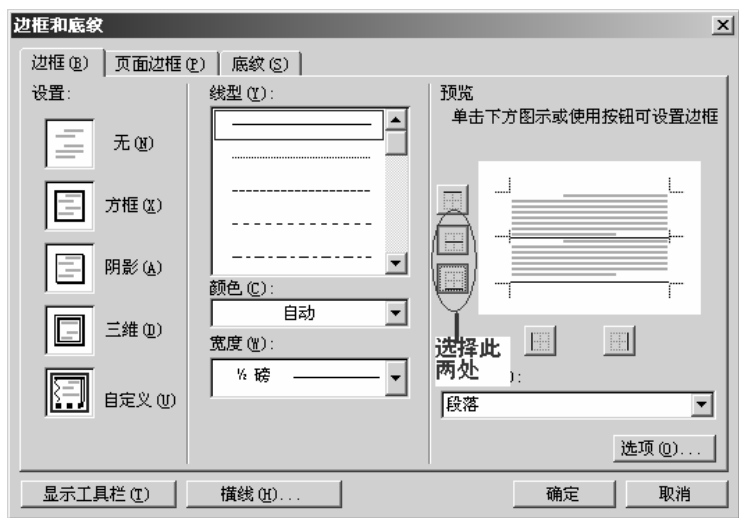 边框和底纹
边框(B) 页面边框(P) 底纹(S)
设置:
无(N)
方框(X)
阴影(A)
三维(D)
自定义(U)
线型(Y):
颜色(C):
自动
宽度(W):
½ 磅
预览
单击下方图示或使用按钮可设置边框
选择此
两处
):
段落
选项(O)...
显示工具栏(T) 横线(H)... 确定 取消